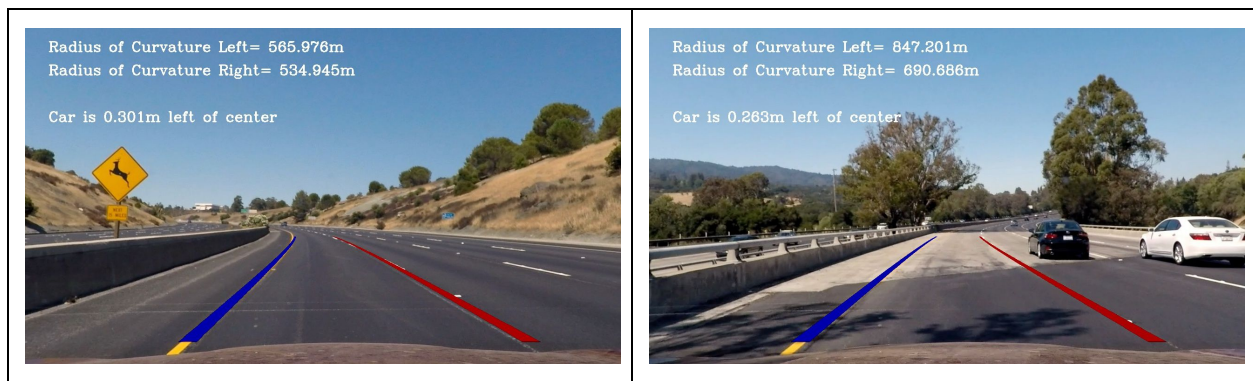 Radius of Curvature Left= 565.976m
Radius of Curvature Right= 534.945m
Car is 0.301m left of center
Radius of Curvature Left= 847.201m
Radius of Curvature Right= 690.686m
Car is 0.263m left of center